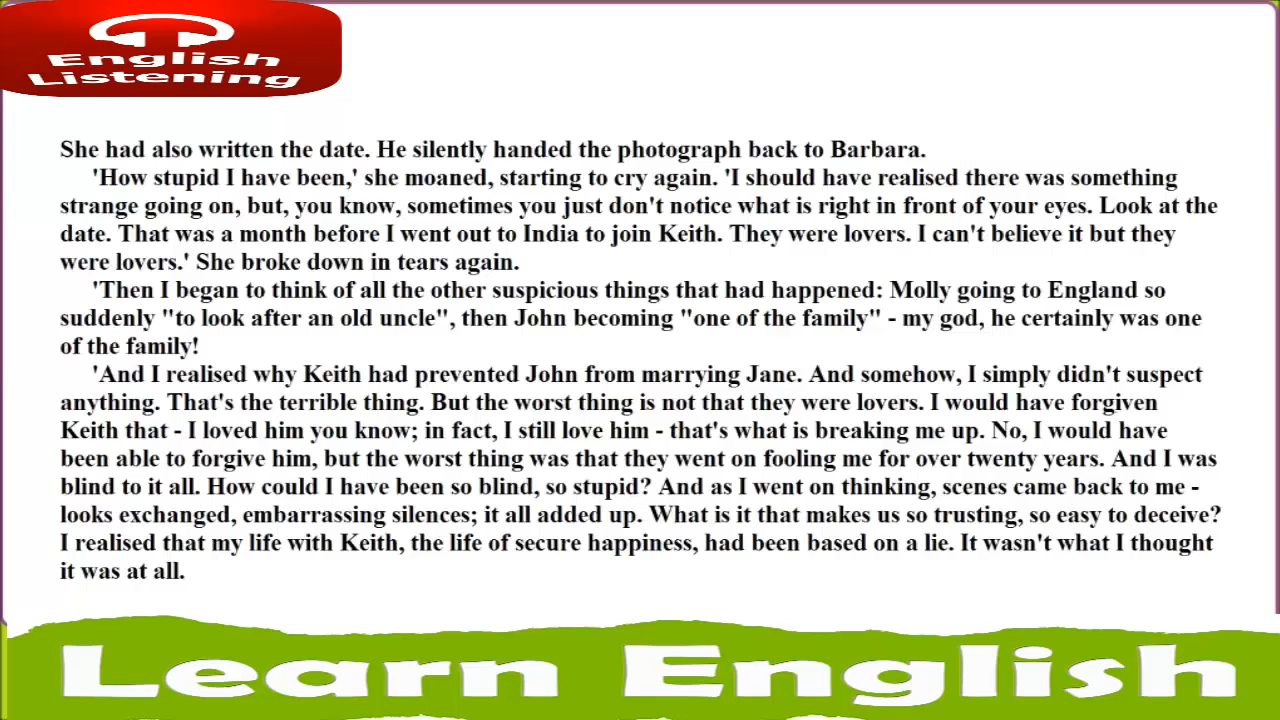 English
Listening
She had also written the date. He silently handed the photograph back to Barbara.
'How stupid I have been,' she moaned, starting to cry again. 'I should have realised there was something
strange going on, but, you know, sometimes you just don't notice what is right in front of your eyes. Look at the
date. That was a month before I went out to India to join Keith. They were lovers. I can't believe it but they
were lovers.' She broke down in tears again.
'Then I began to think of all the other suspicious things that had happened: Molly going to England so
suddenly "to look after an old uncle", then John becoming "one of the family" - my god, he certainly was one
of the family!
'And I realised why Keith had prevented John from marrying Jane. And somehow, I simply didn't suspect
anything. That's the terrible thing. But the worst thing is not that they were lovers. I would have forgiven
Keith that - I loved him you know; in fact, I still love him - that's what is breaking me up. No, I would have
been able to forgive him, but the worst thing was that they went on fooling me for over twenty years. And I was
blind to it all. How could I have been so blind, so stupid? And as I went on thinking, scenes came back to me -
looks exchanged, embarrassing silences; it all added up. What is it that makes us so trusting, so easy to deceive?
I realised that my life with Keith, the life of secure happiness, had been based on a lie. It wasn't what I thought
it was at all.
Learn English